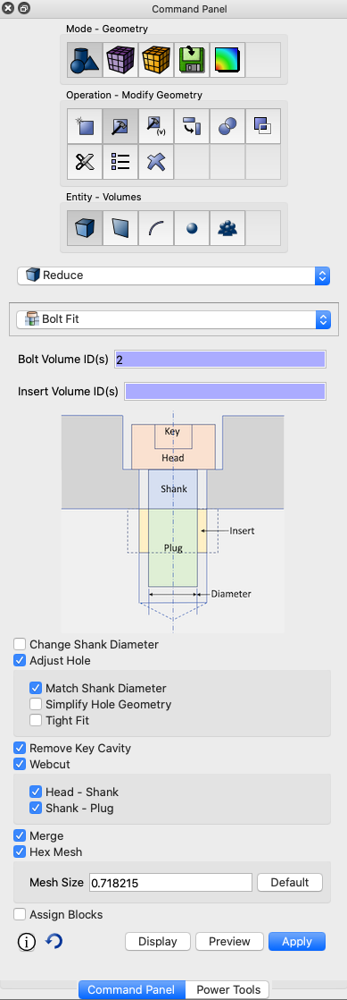 Command Panel
Mode - Geometry
Operation - Modify Geometry
(v)
Entity - Volumes
Reduce
Bolt Fit
Bolt Volume ID(s) 2
Insert Volume ID(s)
Key
Head
Shank
Insert
Plug
Diameter
Change Shank Diameter
Adjust Hole
Match Shank Diameter
Simplify Hole Geometry
Tight Fit
Remove Key Cavity
Webcut
Head - Shank
Shank - Plug
Merge
Hex Mesh
Mesh Size 0.718215 Default
Assign Blocks
Display Preview Apply
Command Panel Power Tools